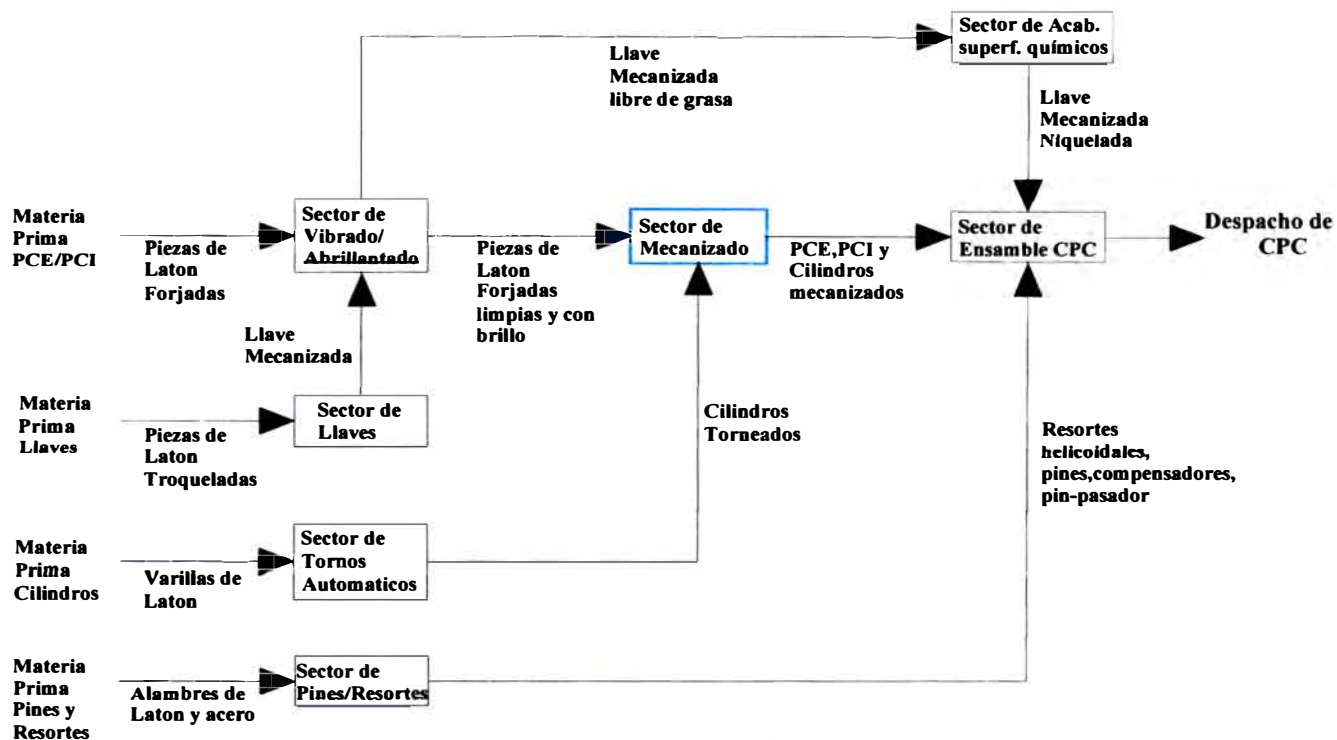 Sector de Acab.
superf. químicos
Llave
Mecanizada
libre de grasa
Llave
Mecanizada
Niquelada
Materia
Prima
PCE/PCI
Piezas de
Laton
Forjadas
Sector de
Vibrado/
Abrillantado
Piezas de
Laton
Forjadas
limpias y con
brillo
Sector de
Mecanizado
PCE,PCI y
Cilindros
mecanizados
Sector de
Ensamble CPC
Despacho de
CPC
Llave
Mecanizada
Materia
Prima
Llaves
Piezas de
Laton
Troqueladas
Sector de
Llaves
Cilindros
Torneados
Resortes
helicoidales,
pines,compensadores,
pin-pasador
Materia
Prima
Cilindros
Varillas de
Laton
Sector de
Tornos
Automaticos
Materia
Prima
Pines y
Resortes
Alambres de
Laton y acero
Sector de
Pines/Resortes